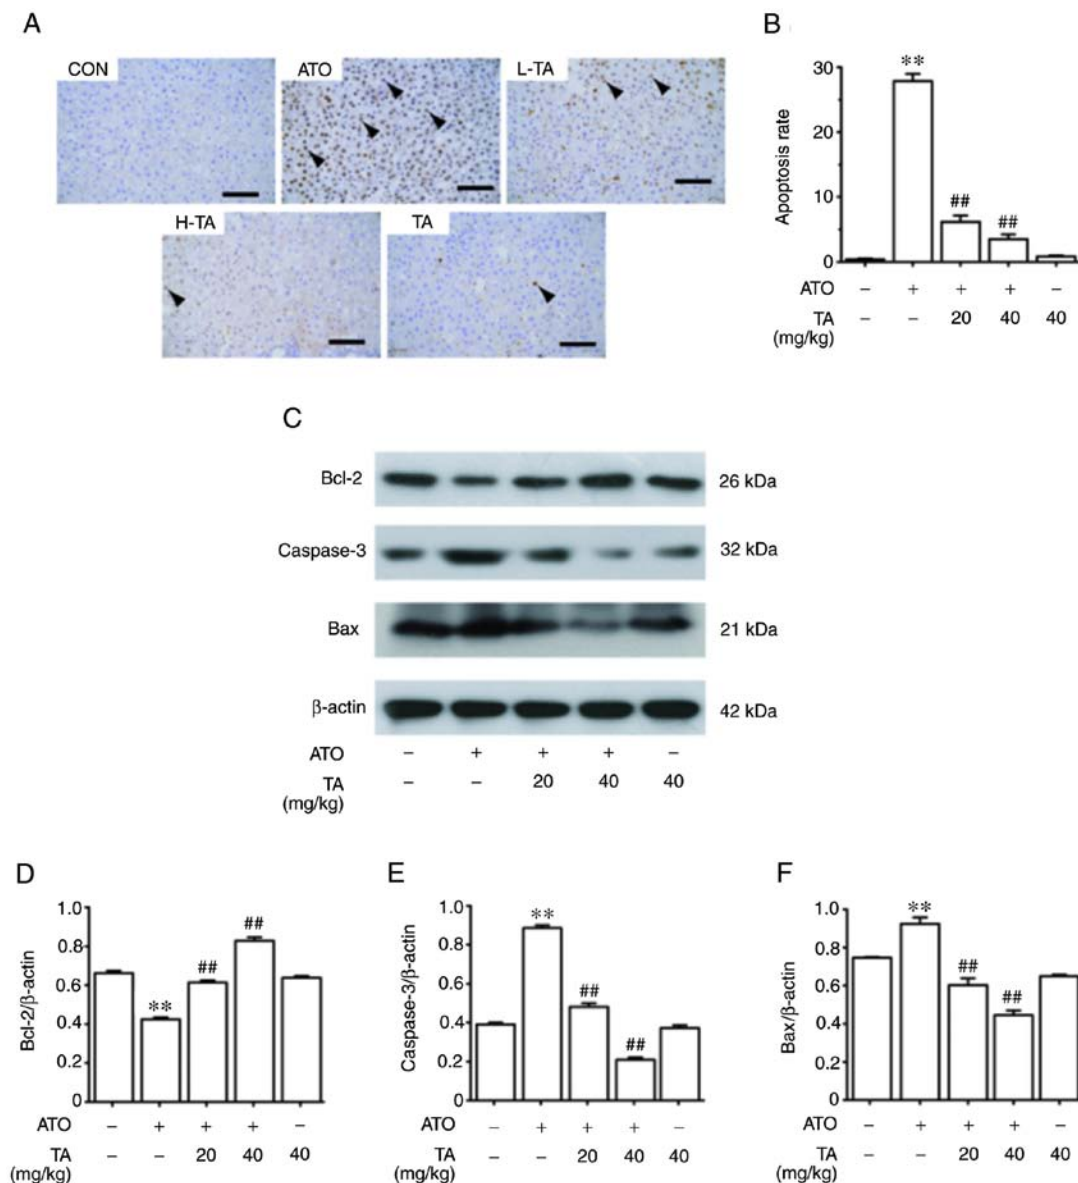 A
CON
ATO
L-TA
H-TA
TA
B
Apoptosis rate
30
20
10
0
**
##
##
ATO – + + + –
TA – – 20 40 40
(mg/kg)
C
Bcl-2 26 kDa
Caspase-3 32 kDa
Bax 21 kDa
β-actin 42 kDa
ATO – + + + –
TA – – 20 40 40
(mg/kg)
D
Bcl-2/β-actin
1.0
0.8
0.6
0.4
0.2
0
**
##
##
ATO – + + + –
TA – – 20 40 40
(mg/kg)
E
Caspase-3/β-actin
1.0
0.8
0.6
0.4
0.2
0
**
##
##
ATO – + + + –
TA – – 20 40 40
(mg/kg)
F
Bax/β-actin
1.0
0.8
0.6
0.4
0.2
0
**
##
##
ATO – + + + –
TA – – 20 40 40
(mg/kg)